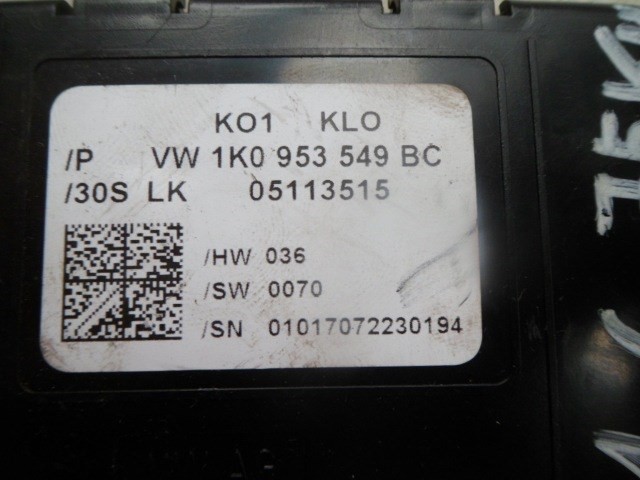 KO1 KLO
/P VW 1K0 953 549 BC
/30S LK 05113515
/HW 036
/SW 0070
/SN 01017072230194